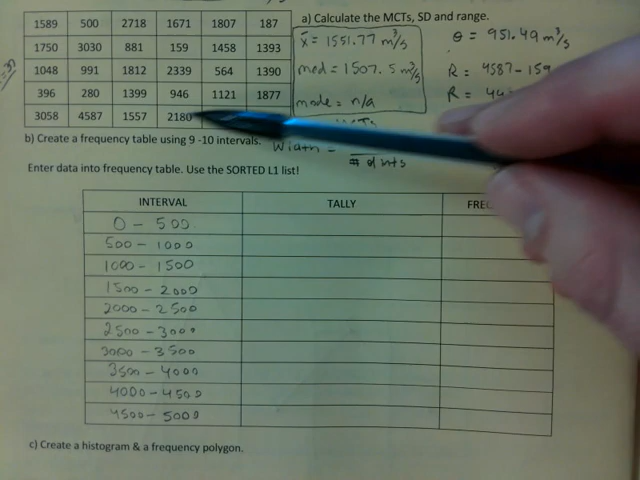 1589 500 2718 1671 1807 187 a) Calculate the MCTs, SD and range.
1750 3030 881 159 1458 1393 x̄ = 1551.77 m³/s θ = 951.49 m³/s
1048 991 1812 2339 564 1390 med = 1507.5 m³/s R = 4587 - 159
396 280 1399 946 1121 1877 mode = n/a R = 44
3058 4587 1557 2180
b) Create a frequency table using 9 -10 intervals. Width =
# of ints
Enter data into frequency table. Use the SORTED L1 list!
INTERVAL TALLY FREQ
0 - 500
500 - 1000
1000 - 1500
1500 - 2000
2000 - 2500
2500 - 3000
3000 - 3500
3500 - 4000
4000 - 4500
4500 - 5000
c) Create a histogram & a frequency polygon.